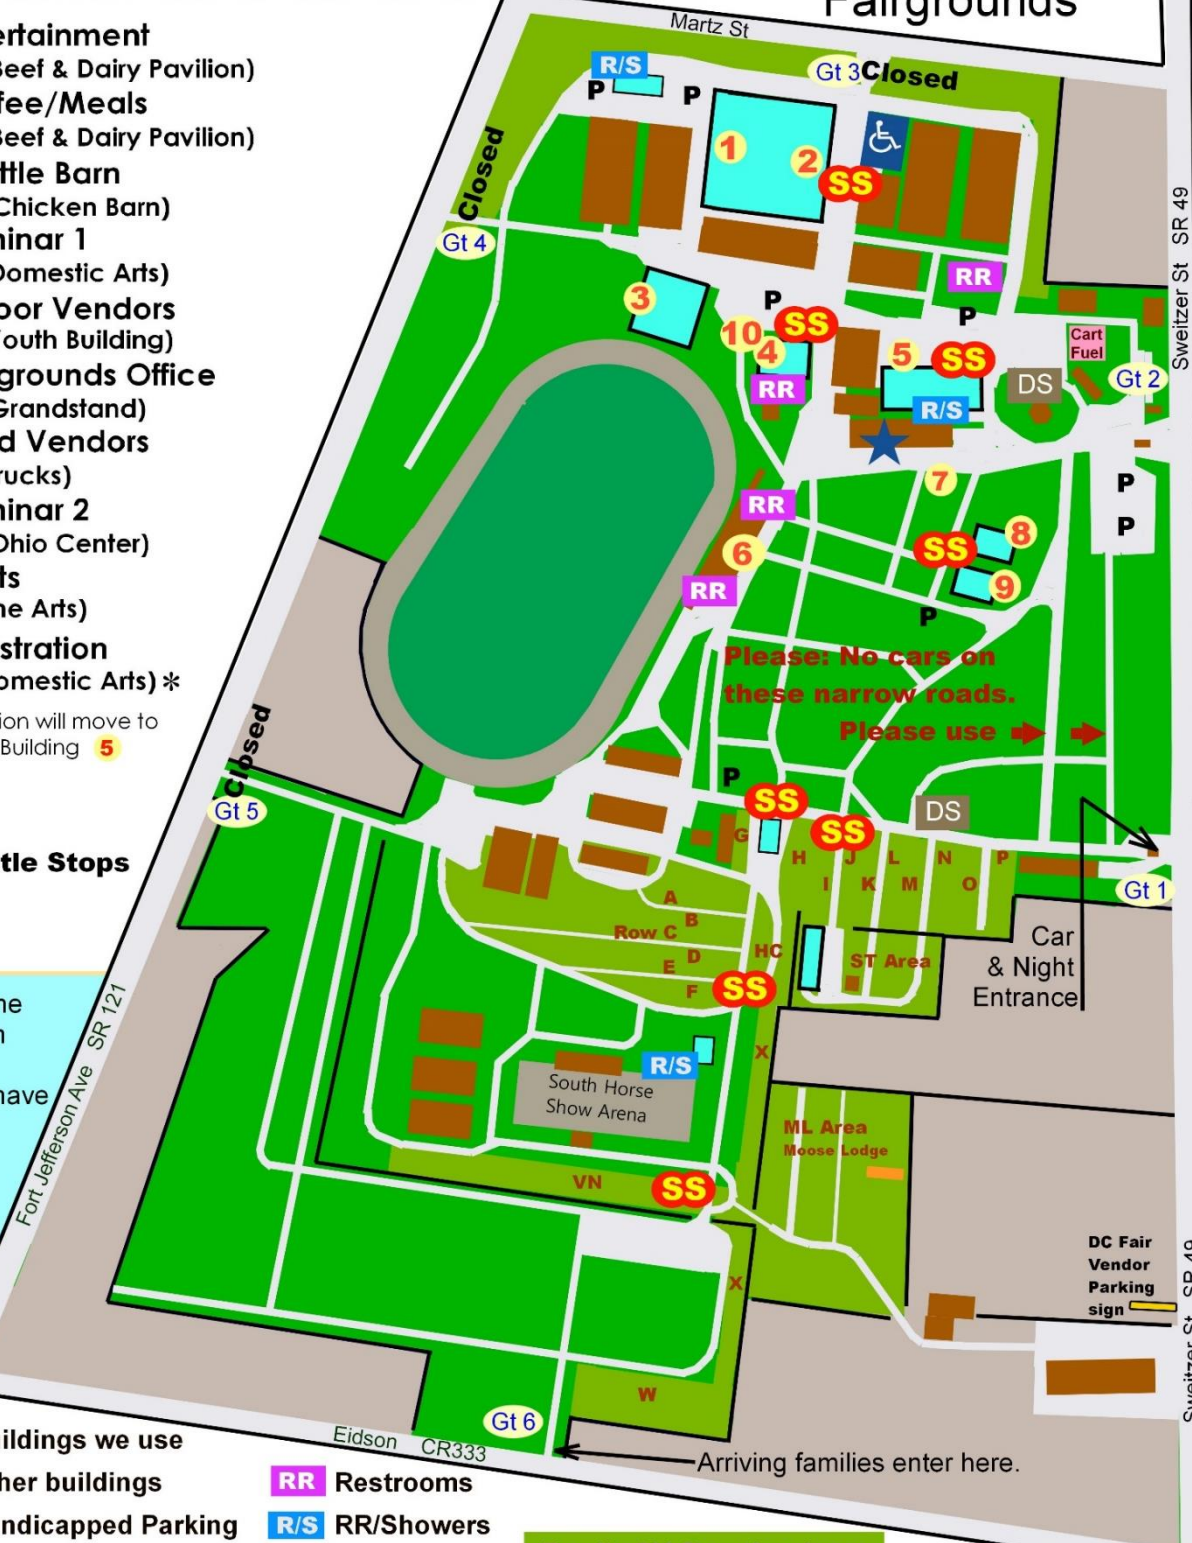 Fairgrounds
ertainment
Beef & Dairy Pavilion)
fee/Meals
Beef & Dairy Pavilion)
ttle Barn
Chicken Barn)
ninar 1
Domestic Arts)
oor Vendors
Youth Building)
grounds Office
Grandstand)
d Vendors
rucks)
ninar 2
Ohio Center)
ts
ne Arts)
stration
omestic Arts) *
ion will move to
Building 5
tle Stops
ne
n
have
Martz St
R/S
Gt 3 Closed
P
P
1
2
SS
Closed
Gt 4
RR
3
P
10
SS
4
RR
P
5
SS
R/S
Cart
Fuel
DS
Gt 2
Sweitzer St SR 49
7
P
P
RR
6
RR
SS
8
9
P
Please: No cars on
these narrow roads.
Please use
Closed
Gt 5
P
SS
SS
DS
G
H
I
J
K
L
M
N
O
P
Gt 1
A
B
Row C
D
E
F
HC
SS
ST Area
Car
& Night
Entrance
X
R/S
South Horse
Show Arena
ML Area
Moose Lodge
VN
SS
Fort Jefferson Ave SR 121
X
DC Fair
Vendor
Parking
sign
Sweitzer St SR 49
W
Gt 6
Eidson CR333
Arriving families enter here.
ildings we use
her buildings
RR Restrooms
ndicapped Parking
R/S RR/Showers